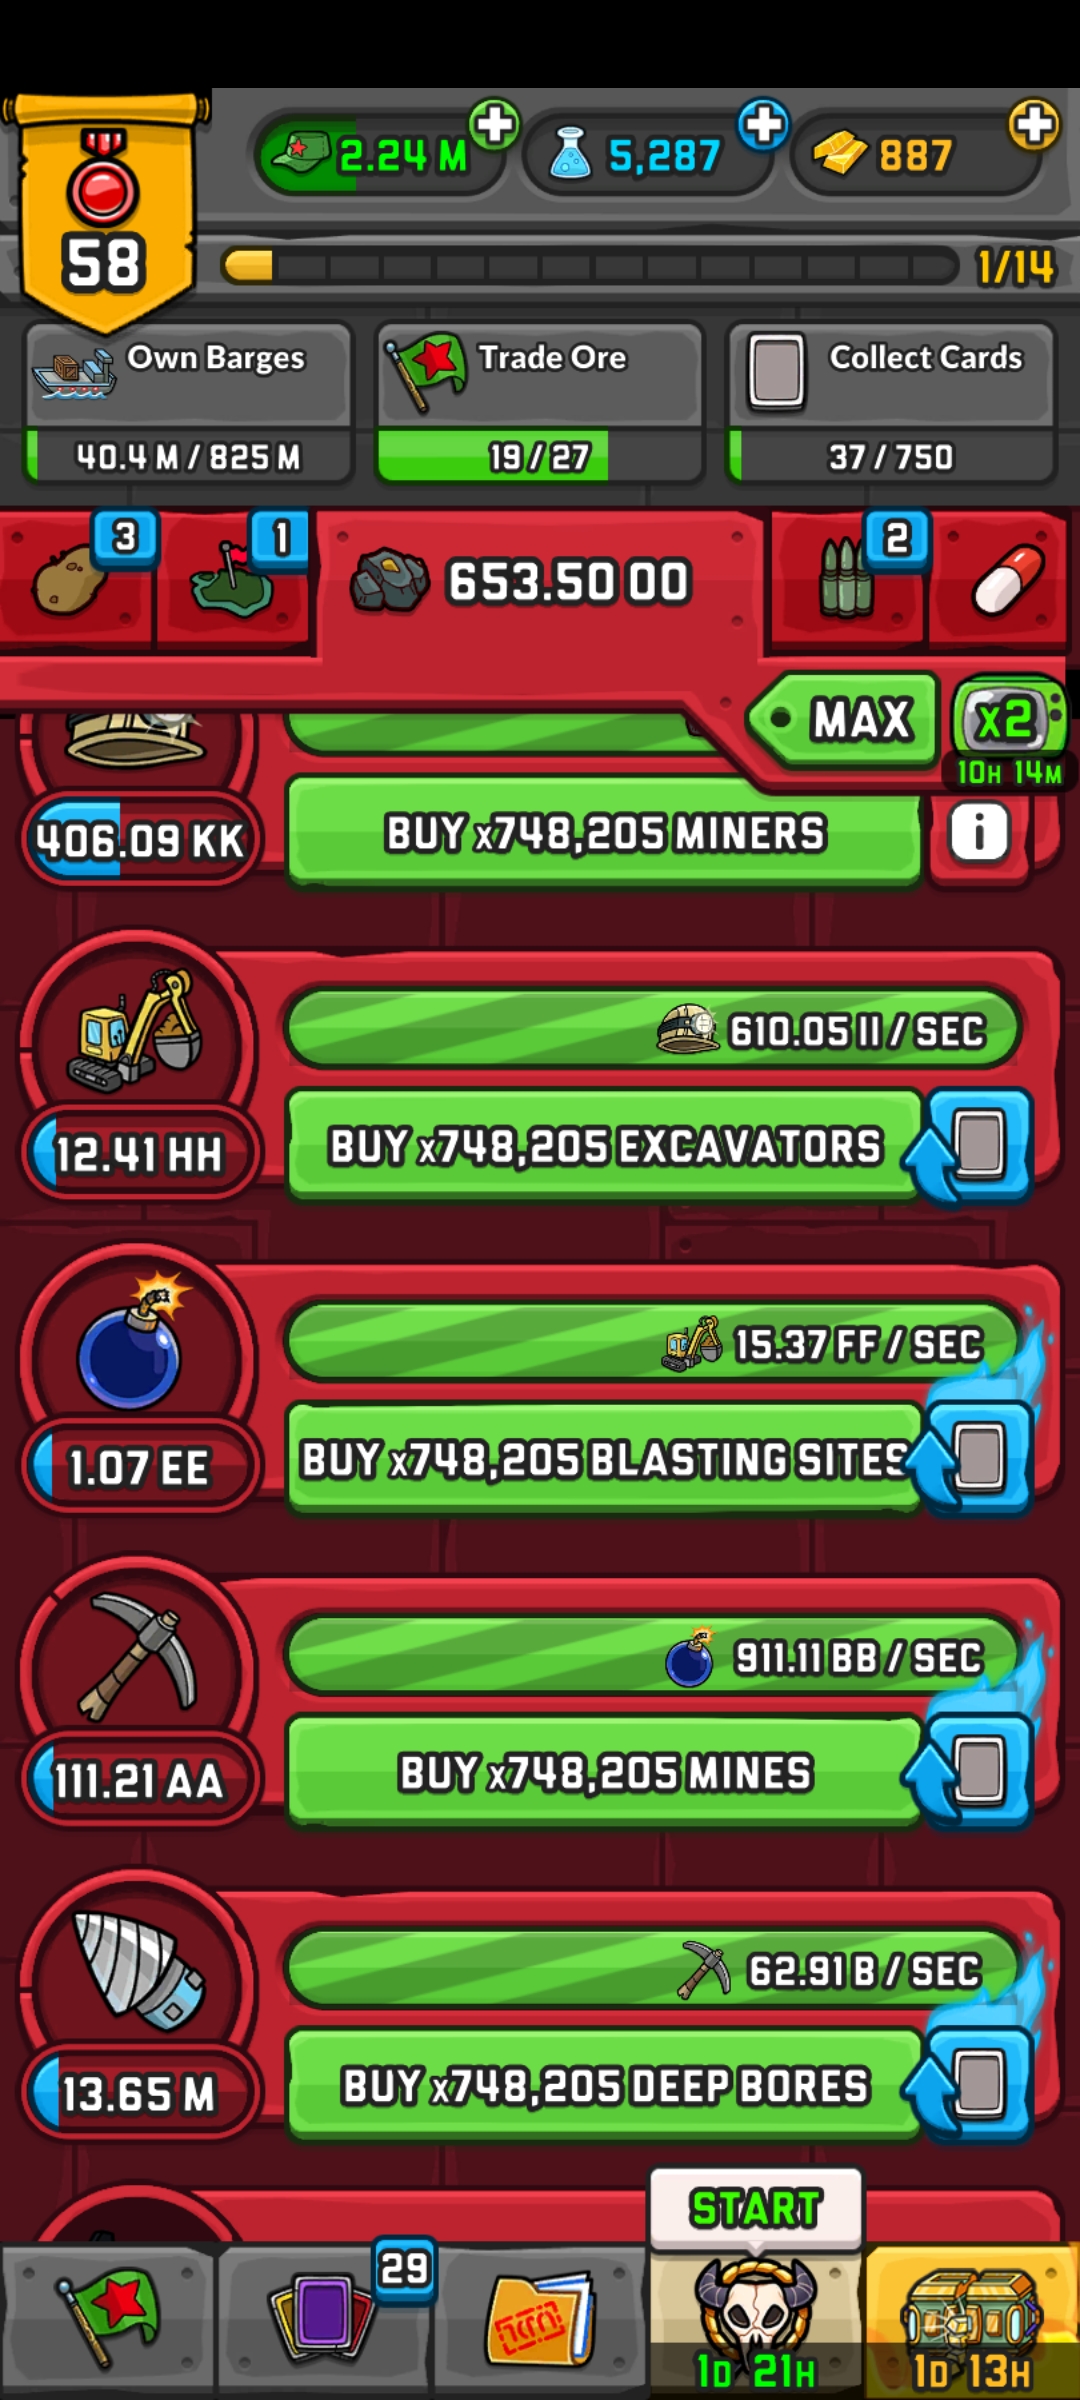 2.24 M
5,287
887
58
1/14
Own Barges
Trade Ore
Collect Cards
40.4 M / 825 M
19 / 27
37 / 750
3
1
653.50 OO
2
MAX
x2
10H 14M
406.09 KK
BUY x748,205 MINERS
i
610.05 II / SEC
12.41 HH
BUY x748,205 EXCAVATORS
15.37 FF / SEC
1.07 EE
BUY x748,205 BLASTING SITES
911.11 BB / SEC
111.21 AA
BUY x748,205 MINES
62.91 B / SEC
13.65 M
BUY x748,205 DEEP BORES
START
29
1D 21H
1D 13H